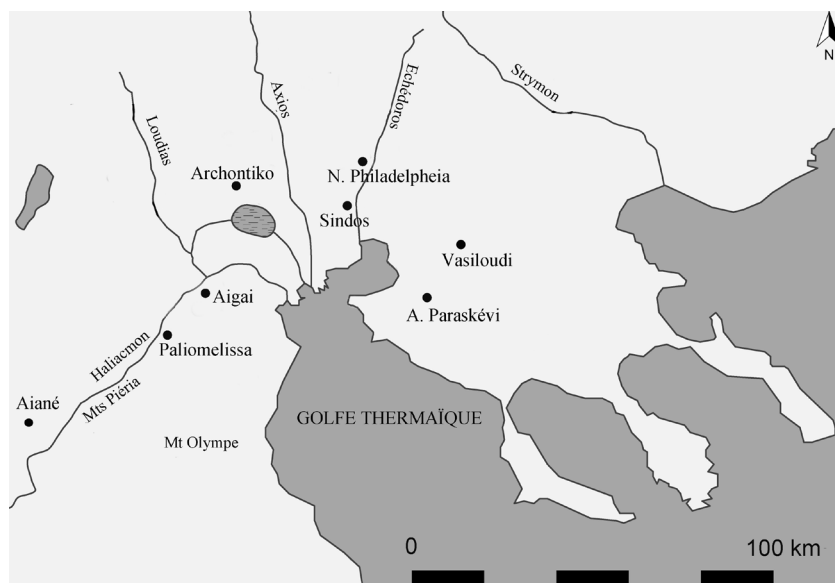 N
Strymon
Axios
Echédoros
Loudias
N. Philadelpheia
Archontiko
Sindos
Vasiloudi
Aigai
A. Paraskévi
Paliomelissa
Haliacmon
Mts Piéria
Aiané
GOLFE THERMAÏQUE
Mt Olympe
0
100 km